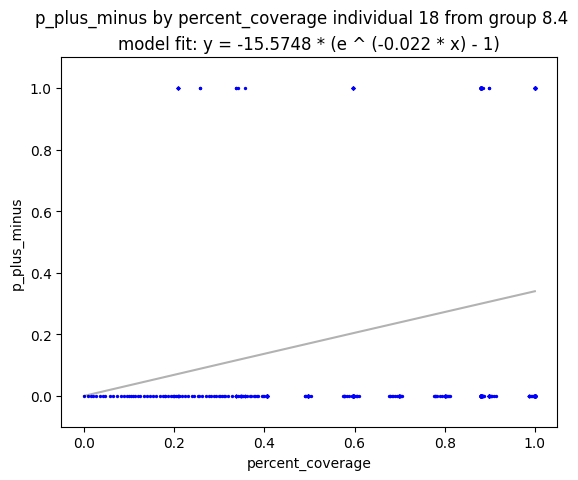 p_plus_minus by percent_coverage individual 18 from group 8.4
model fit: y = -15.5748 * (e ^ (-0.022 * x) - 1)
1.0
0.8
0.6
0.4
0.2
0.0
p_plus_minus
0.0 0.2 0.4 0.6 0.8 1.0
percent_coverage